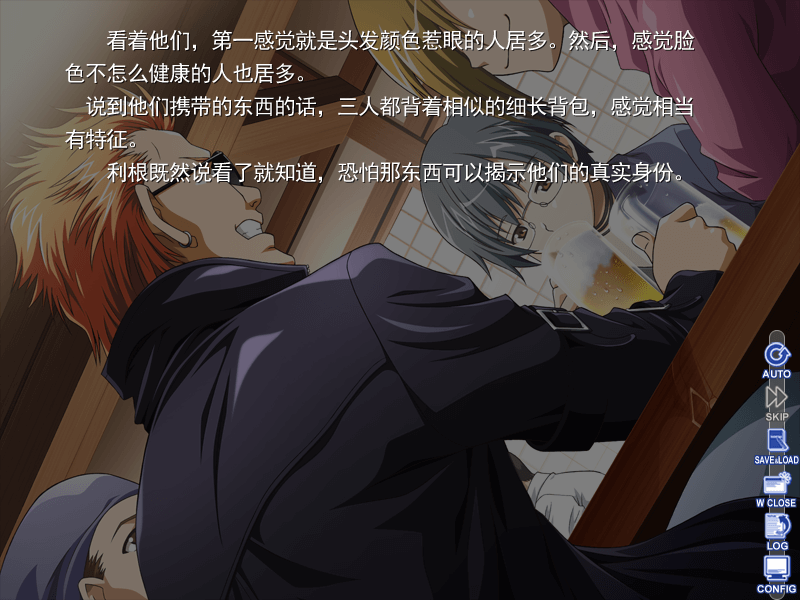 看着他们，第一感觉就是头发颜色惹眼的人居多。然后，感觉脸
色不怎么健康的人也居多。
说到他们携带的东西的话，三人都背着相似的细长背包，感觉相当
有特征。
利根既然说看了就知道，恐怕那东西可以揭示他们的真实身份。
AUTO
SKIP
SAVE&LOAD
W CLOSE
LOG
CONFIG